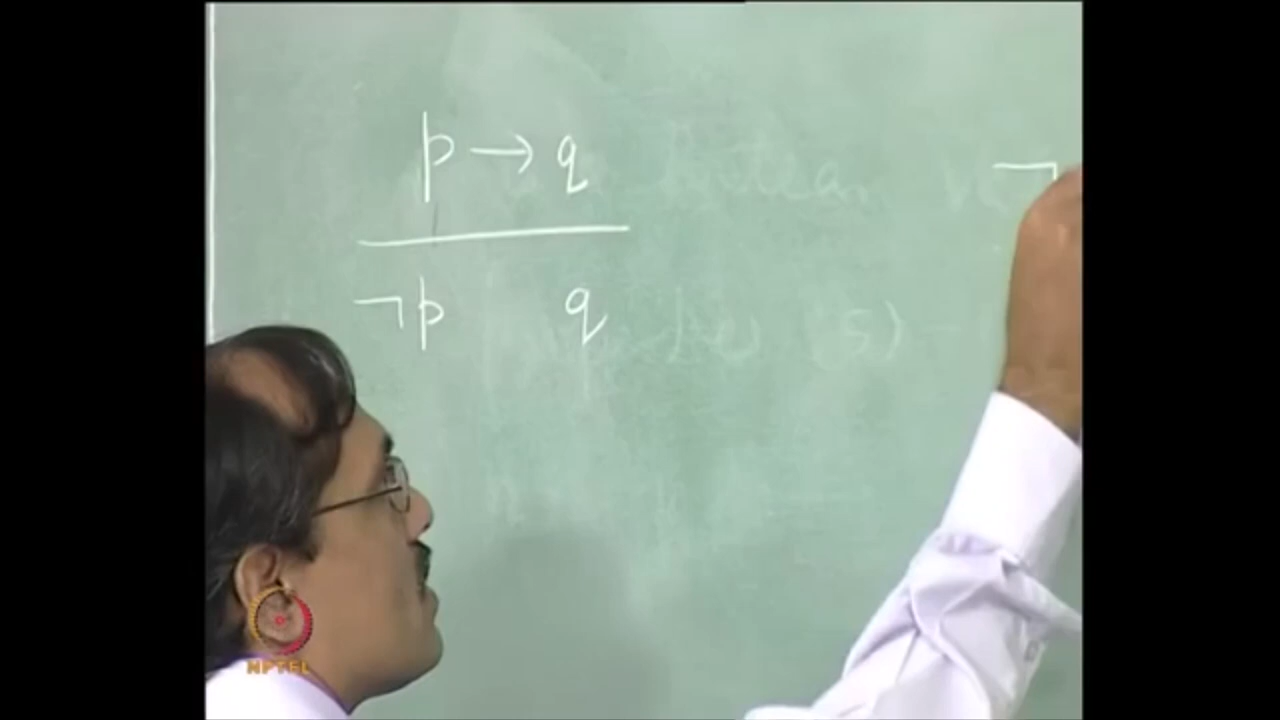 p → q ¬
¬p q
NPTEL